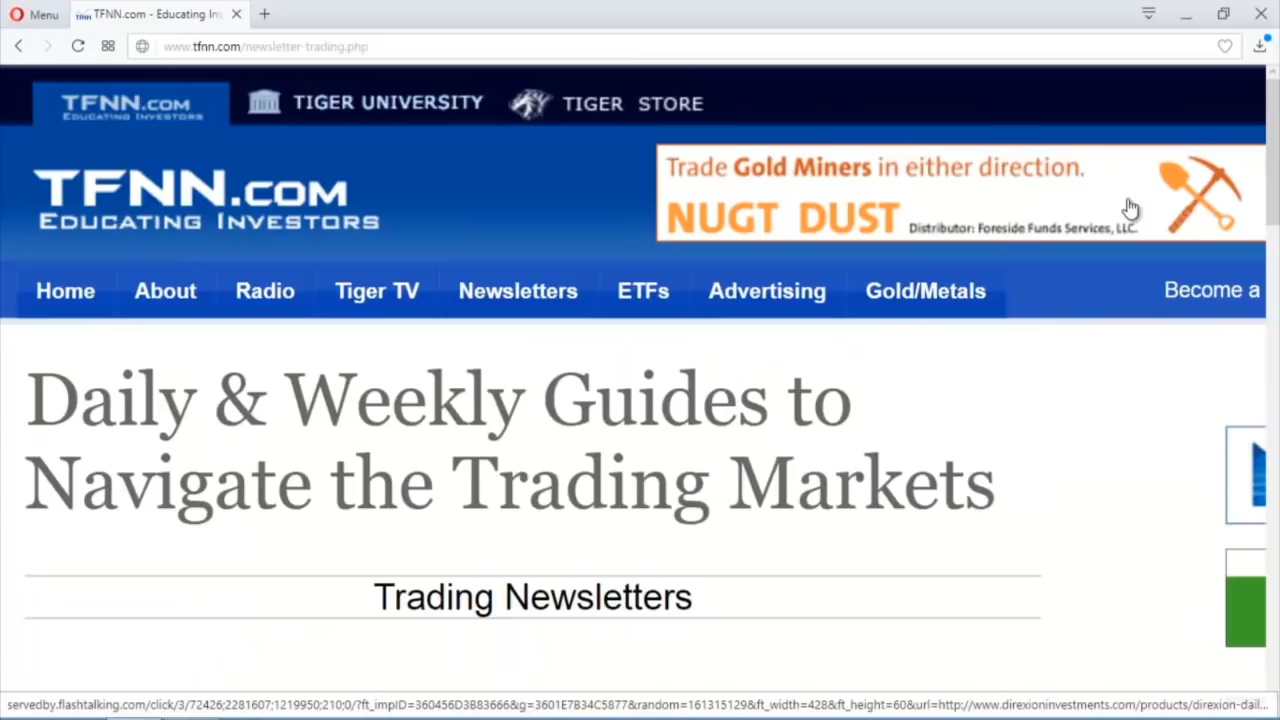 Menu
TFNN.com - Educating In
www.tfnn.com/newsletter-trading.php
TFNN.COM
EDUCATING INVESTORS
TIGER UNIVERSITY
TIGER STORE
TFNN.COM
EDUCATING INVESTORS
Trade Gold Miners in either direction.
NUGT DUST Distributor: Foreside Funds Services, LLC.
Home About Radio Tiger TV Newsletters ETFs Advertising Gold/Metals Become a
Daily & Weekly Guides to
Navigate the Trading Markets
Trading Newsletters
servedby.flashtalking.com/click/3/72426;2281607;1219950;210;0/?ft_impID=360456D3B83666&g=3601E7B34C5877&random=161315129&ft_width=428&ft_height=60&url=http://www.direxioninvestments.com/products/direxion-dail...